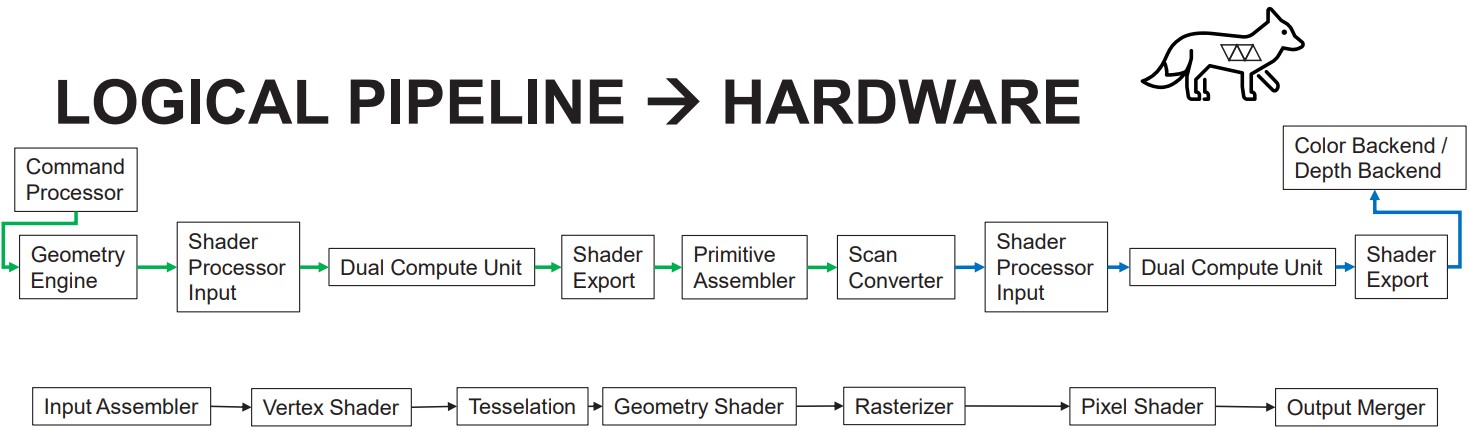 LOGICAL PIPELINE → HARDWARE
Command
Processor
Geometry
Engine
Shader
Processor
Input
Dual Compute Unit
Shader
Export
Primitive
Assembler
Scan
Converter
Shader
Processor
Input
Dual Compute Unit
Shader
Export
Color Backend /
Depth Backend
Input Assembler
Vertex Shader
Tesselation
Geometry Shader
Rasterizer
Pixel Shader
Output Merger